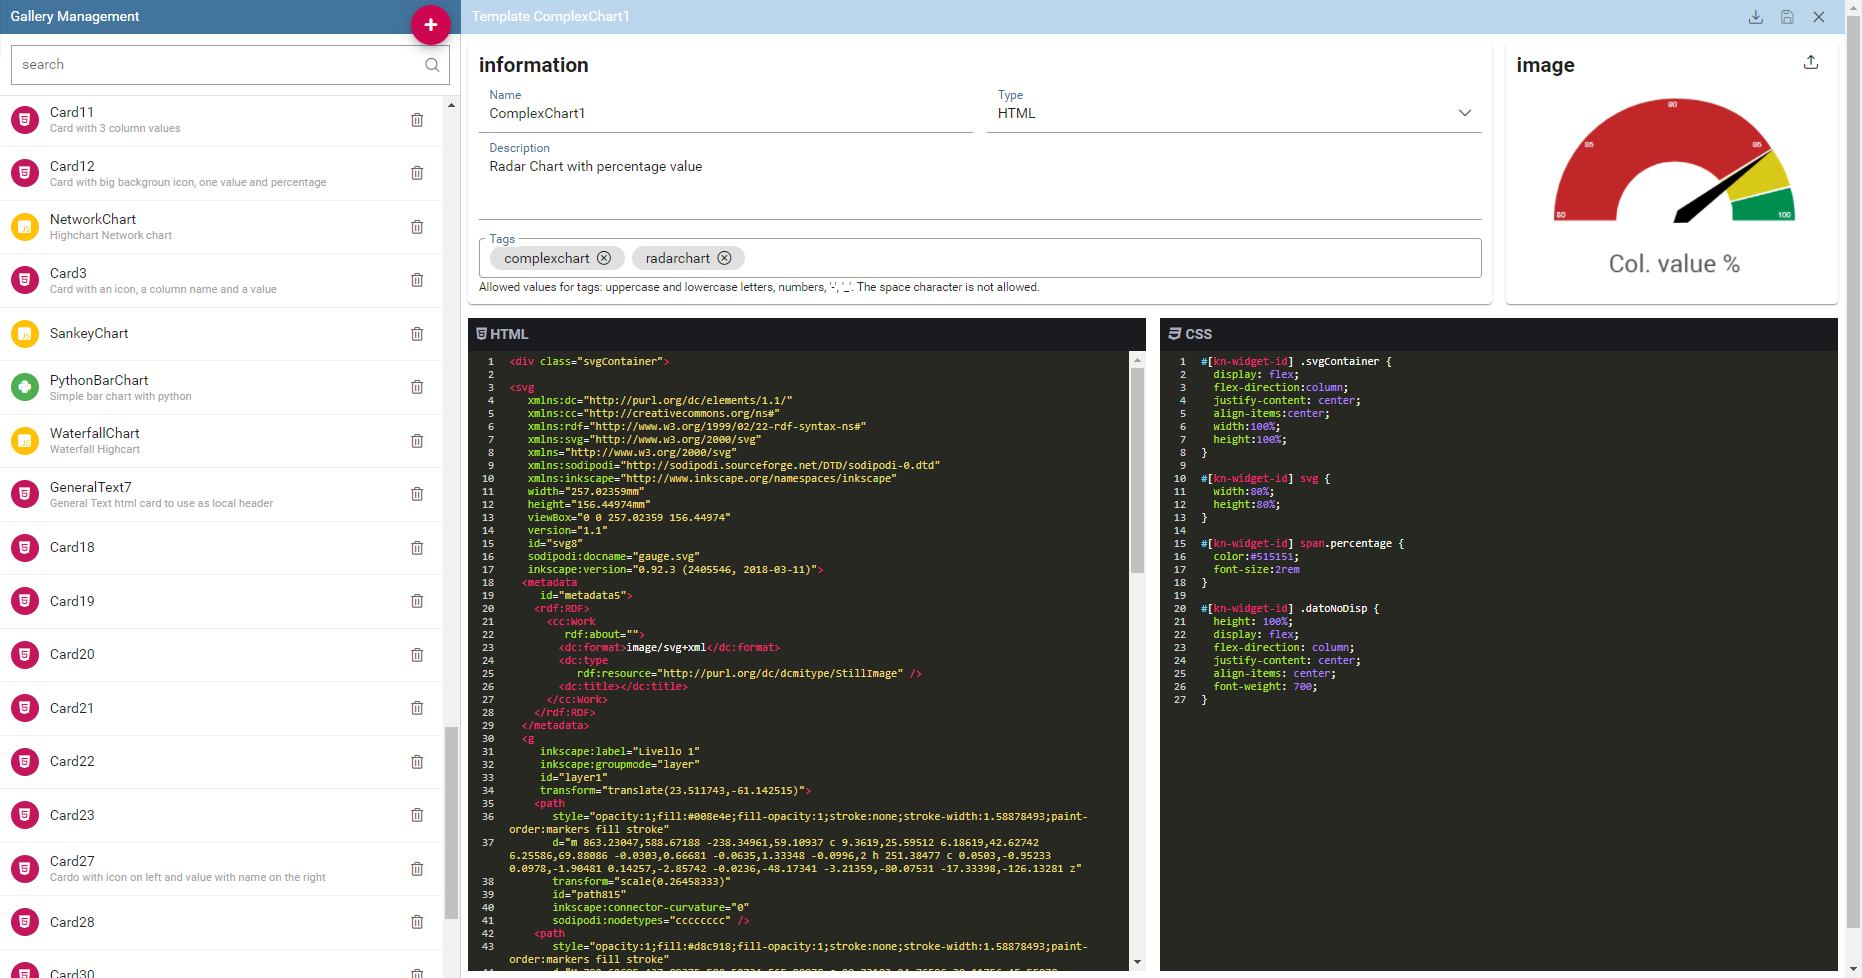 Gallery Management
+
search
Card11
Card with 3 column values
Card12
Card with big backgroun icon, one value and percentage
NetworkChart
Highchart Network chart
Card3
Card with an icon, a column name and a value
SankeyChart
PythonBarChart
Simple bar chart with python
WaterfallChart
Waterfall Highcart
GeneralText7
General Text html card to use as local header
Card18
Card19
Card20
Card21
Card22
Card23
Card27
Cardo with icon on left and value with name on the right
Card28
Card30
Template ComplexChart1
information
Name
ComplexChart1
Type
HTML
Description
Radar Chart with percentage value
Tags
complexchart
radarchart
Allowed values for tags: uppercase and lowercase letters, numbers, '-', '_'. The space character is not allowed.
image
80
85
90
95
100
Col. value %
HTML
1 <div class="svgContainer">
2
3 <svg
4 xmlns:dc="http://purl.org/dc/elements/1.1/"
5 xmlns:cc="http://creativecommons.org/ns#"
6 xmlns:rdf="http://www.w3.org/1999/02/22-rdf-syntax-ns#"
7 xmlns:svg="http://www.w3.org/2000/svg"
8 xmlns="http://www.w3.org/2000/svg"
9 xmlns:sodipodi="http://sodipodi.sourceforge.net/DTD/sodipodi-0.dtd"
10 xmlns:inkscape="http://www.inkscape.org/namespaces/inkscape"
11 width="257.02359mm"
12 height="156.44974mm"
13 viewBox="0 0 257.02359 156.44974"
14 version="1.1"
15 id="svg8"
16 sodipodi:docname="gauge.svg"
17 inkscape:version="0.92.3 (2405546, 2018-03-11)">
18 <metadata
19 id="metadata5">
20 <rdf:RDF>
21 <cc:Work
22 rdf:about="">
23 <dc:format>image/svg+xml</dc:format>
24 <dc:type
25 rdf:resource="http://purl.org/dc/dcmitype/StillImage" />
26 <dc:title></dc:title>
27 </cc:Work>
28 </rdf:RDF>
29 </metadata>
30 <g
31 inkscape:label="Livello 1"
32 inkscape:groupmode="layer"
33 id="layer1"
34 transform="translate(23.511743,-61.142515)">
35 <path
36 style="opacity:1;fill:#008e4e;fill-opacity:1;stroke:none;stroke-width:1.58878493;paint-
order:markers fill stroke"
37 d="m 863.23047,588.67188 -238.34961,59.10937 c 9.3619,25.59512 6.18619,42.62742
6.25586,69.88086 -0.0303,0.66681 -0.0635,1.33348 -0.0996,2 h 251.38477 c 0.0503,-0.95233
0.0978,-1.90481 0.14257,-2.85742 -0.0236,-48.17341 -3.21359,-80.07531 -17.33398,-126.13281 z"
38 transform="scale(0.26458333)"
39 id="path815"
40 inkscape:connector-curvature="0"
41 sodipodi:nodetypes="cccccccc" />
42 <path
43 style="opacity:1;fill:#d8c918;fill-opacity:1;stroke:none;stroke-width:1.58878493;paint-
order:markers fill stroke"
CSS
1 #[kn-widget-id] .svgContainer {
2 display: flex;
3 flex-direction:column;
4 justify-content: center;
5 align-items:center;
6 width:100%;
7 height:100%;
8 }
9
10 #[kn-widget-id] svg {
11 width:80%;
12 height:80%;
13 }
14
15 #[kn-widget-id] span.percentage {
16 color:#515151;
17 font-size:2rem
18 }
19
20 #[kn-widget-id] .datoNoDisp {
21 height: 100%;
22 display: flex;
23 flex-direction: column;
24 justify-content: center;
25 align-items: center;
26 font-weight: 700;
27 }